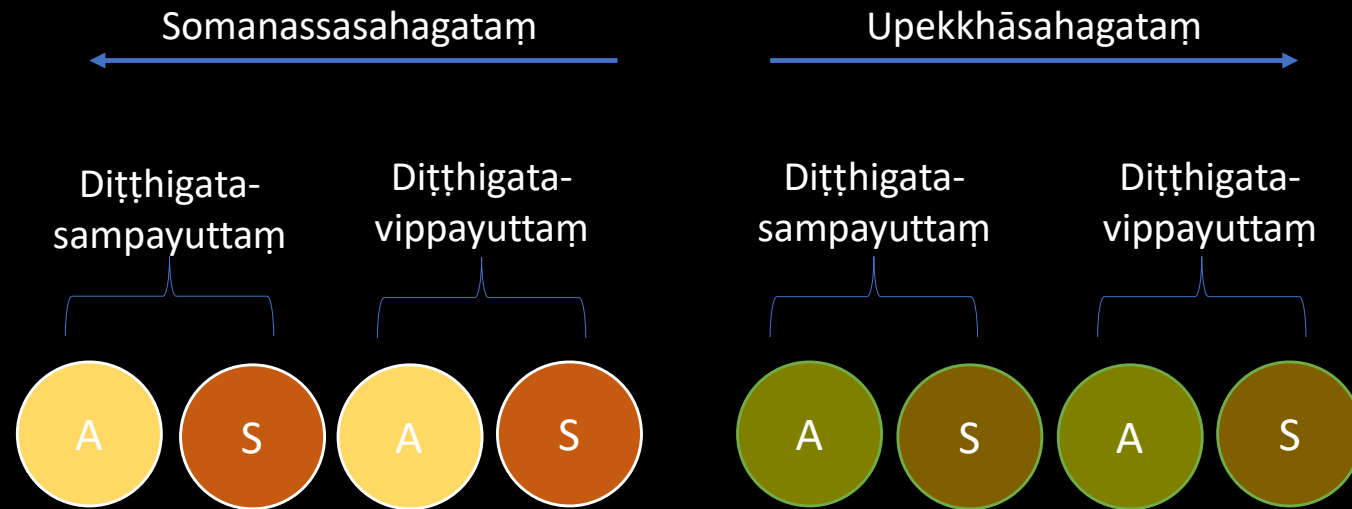 Somanassasahagataṃ
Upekkhāsahagataṃ
Diṭṭhigata-
sampayuttaṃ
Diṭṭhigata-
vippayuttaṃ
Diṭṭhigata-
sampayuttaṃ
Diṭṭhigata-
vippayuttaṃ
A
S
A
S
A
S
A
S